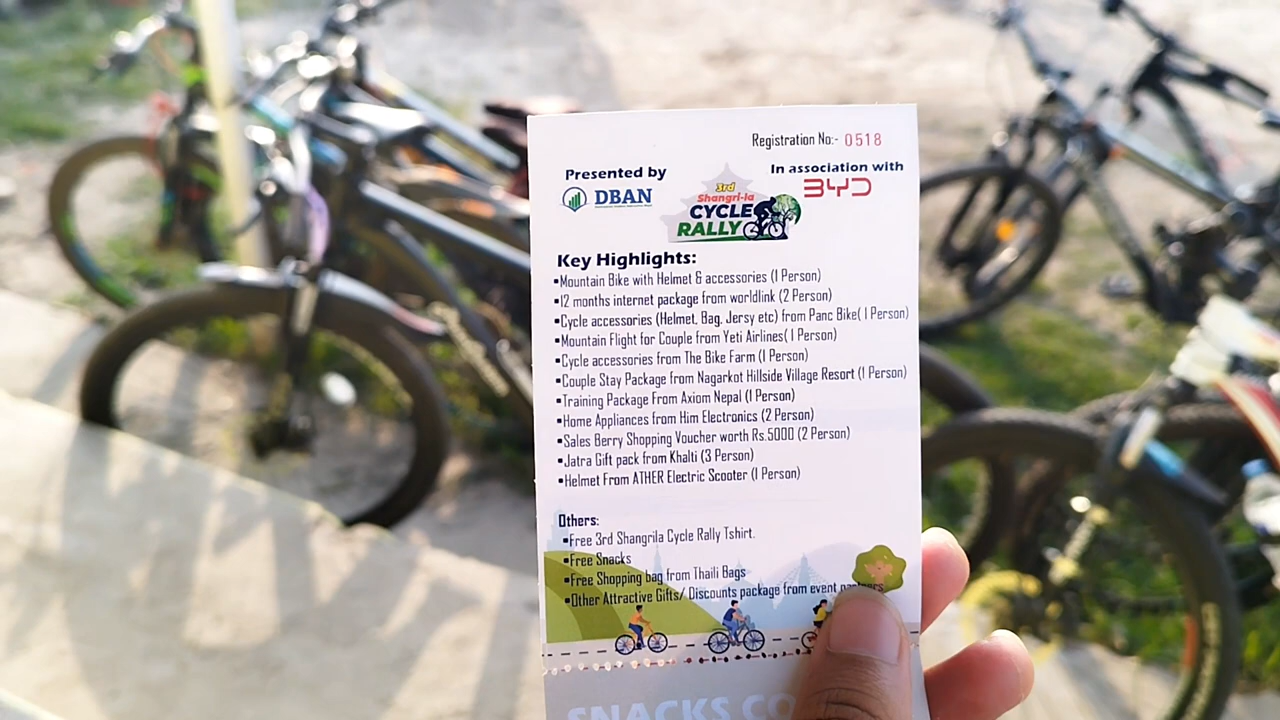 Registration No:- 0518
Presented by
DBAN
In association with
BYD
3rd
Shangri-la
CYCLE
RALLY
Key Highlights:
▪Mountain Bike with Helmet & accessories (1 Person)
▪12 months internet package from worldlink (2 Person)
▪Cycle accessories (Helmet, Bag, Jersy etc) from Panc Bike( 1 Person)
▪Mountain Flight for Couple from Yeti Airlines( 1 Person)
▪Cycle accessories from The Bike Farm (1 Person)
▪Couple Stay Package from Nagarkot Hillside Village Resort (1 Person)
▪Training Package From Axiom Nepal (1 Person)
▪Home Appliances from Him Electronics (2 Person)
▪Sales Berry Shopping Voucher worth Rs.5000 (2 Person)
▪Jatra Gift pack from Khalti (3 Person)
▪Helmet From ATHER Electric Scooter (1 Person)
Others:
▪Free 3rd Shangrila Cycle Rally Tshirt.
▪Free Snacks
▪Free Shopping bag from Thaili Bags
▪Other Attractive Gifts/ Discounts package from event partners
SNACKS CO